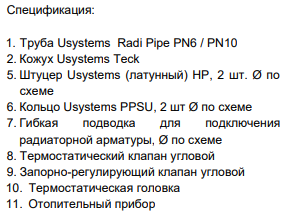 Спецификация:
1. Труба Usystems Radi Pipe PN6 / PN10
2. Кожух Usystems Teck
5. Штуцер Usystems (латунный) НР, 2 шт. Ø по
схеме
6. Кольцо Usystems PPSU, 2 шт Ø по схеме
7. Гибкая подводка для подключения
радиаторной арматуры, Ø по схеме
8. Термостатический клапан угловой
9. Запорно-регулирующий клапан угловой
10. Термостатическая головка
11. Отопительный прибор